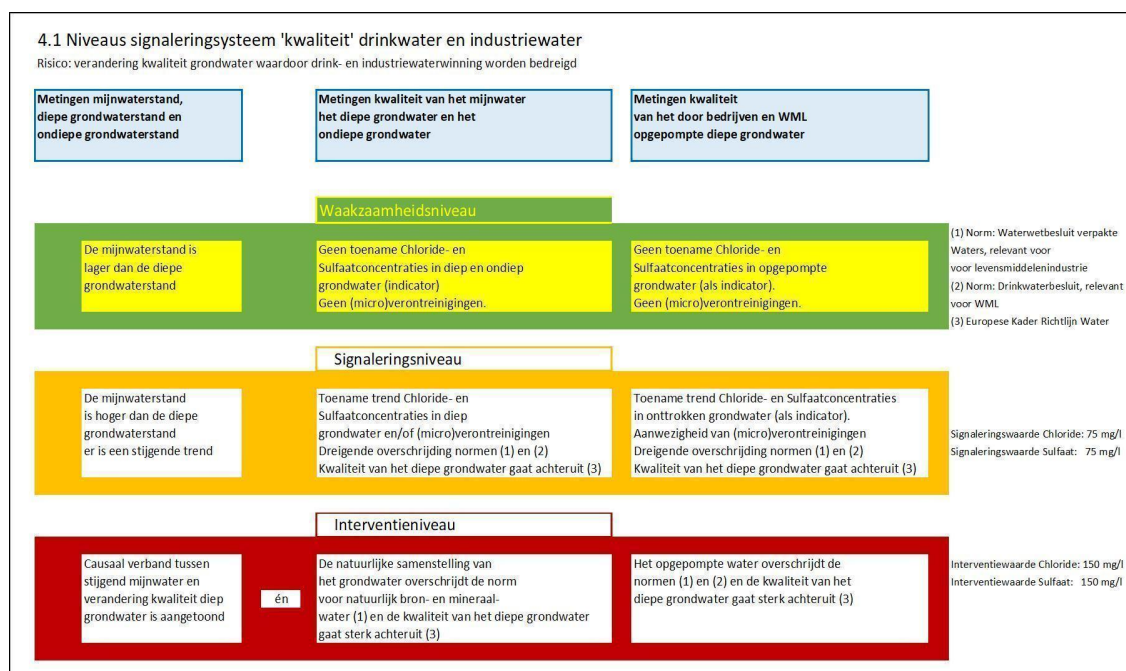 4.1 Niveaus signaleringsysteem 'kwaliteit' drinkwater en industriewater
Risico: verandering kwaliteit grondwater waardoor drink- en industriewaterwinning worden bedreigd
Metingen mijnwaterstand,
diepe grondwaterstand en
ondiepe grondwaterstand
Metingen kwaliteit van het mijnwater
het diepe grondwater en het
ondiepe grondwater
Metingen kwaliteit
van het door bedrijven en WML
opgepompte diepe grondwater
Waakzaamheidsniveau
De mijnwaterstand is
lager dan de diepe
grondwaterstand
Geen toename Chloride- en
Sulfaatconcentraties in diep en ondiep
grondwater (indicator)
Geen (micro)verontreinigingen.
Geen toename Chloride- en
Sulfaatconcentraties in opgepompte
grondwater (als indicator).
Geen (micro)verontreinigingen.
(1) Norm: Waterwetbesluit verpakte
Waters, relevant voor
voor levensmiddelenindustrie
(2) Norm: Drinkwaterbesluit, relevant
voor WML
(3) Europese Kader Richtlijn Water
Signaleringsniveau
De mijnwaterstand
is hoger dan de diepe
grondwaterstand
er is een stijgende trend
Toename trend Chloride- en
Sulfaatconcentraties in diep
grondwater en/of (micro)verontreinigingen
Dreigende overschrijding normen (1) en (2)
Kwaliteit van het diepe grondwater gaat achteruit (3)
Toename trend Chloride- en Sulfaatconcentraties
in onttrokken grondwater (als indicator).
Aanwezigheid van (micro)verontreinigingen
Dreigende overschrijding normen (1) en (2)
Kwaliteit van het diepe grondwater gaat achteruit (3)
Signaleringswaarde Chloride: 75 mg/l
Signaleringswaarde Sulfaat: 75 mg/l
Interventieniveau
Causaal verband tussen
stijgend mijnwater en
verandering kwaliteit diep
grondwater is aangetoond
én
De natuurlijke samenstelling van
het grondwater overschrijdt de norm
voor natuurlijk bron- en mineraal-
water (1) en de kwaliteit van het diepe grondwater
gaat sterk achteruit (3)
Het opgepompte water overschrijdt de
normen (1) en (2) en de kwaliteit van het
diepe grondwater gaat sterk achteruit (3)
Interventiewaarde Chloride: 150 mg/l
Interventiewaarde Sulfaat: 150 mg/l